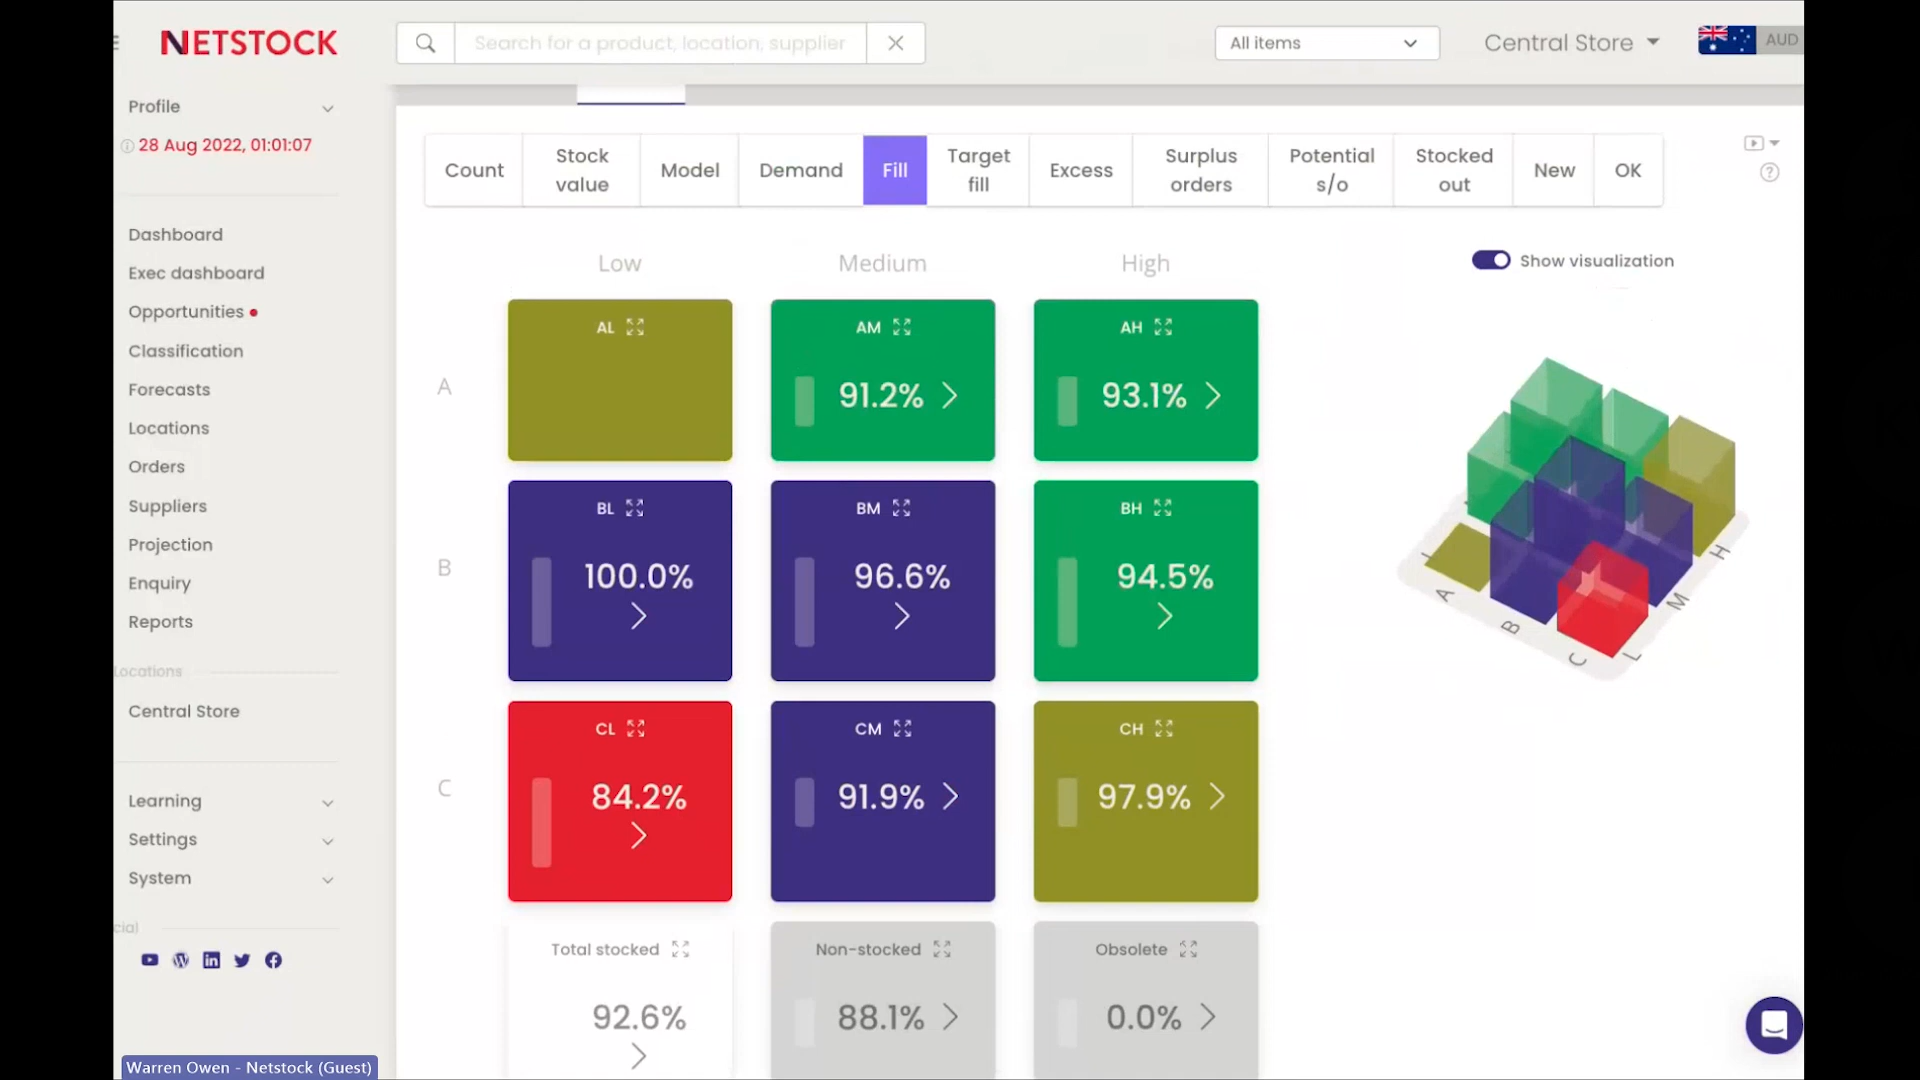 NETSTOCK
Search for a product, location, supplier
All items
Central Store
AUD
Profile
28 Aug 2022, 01:01:07
Dashboard
Exec dashboard
Opportunities
Classification
Forecasts
Locations
Orders
Suppliers
Projection
Enquiry
Reports
Locations
Central Store
Learning
Settings
System
cial
Count
Stock value
Model
Demand
Fill
Target fill
Excess
Surplus orders
Potential s/o
Stocked out
New
OK
Low
Medium
High
Show visualization
A
AL
AM
91.2%
AH
93.1%
B
BL
100.0%
BM
96.6%
BH
94.5%
C
CL
84.2%
CM
91.9%
CH
97.9%
Total stocked
92.6%
Non-stocked
88.1%
Obsolete
0.0%
L
A
B
C
L
M
H
Warren Owen - Netstock (Guest)